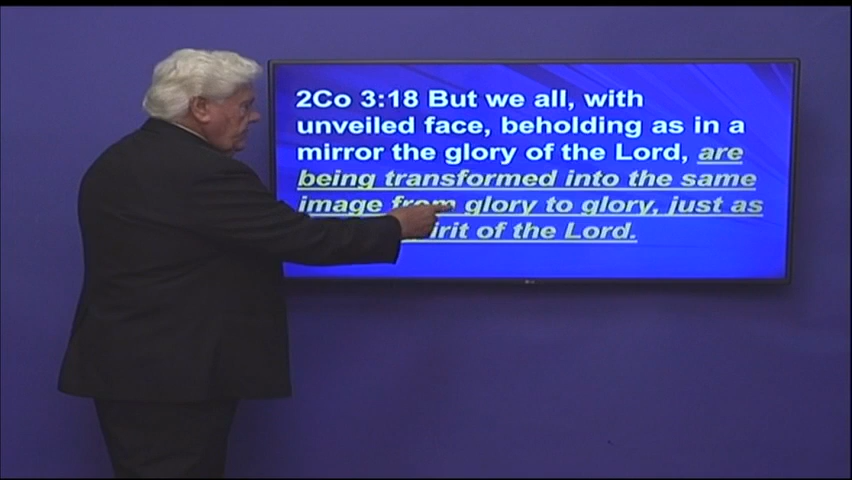 2Co 3:18 But we all, with
unveiled face, beholding as in a
mirror the glory of the Lord, are
being transformed into the same
image from glory to glory, just as
of the Lord.
LG